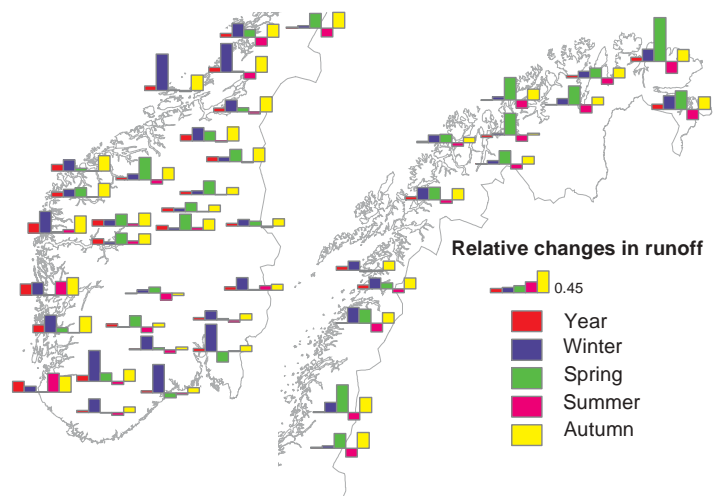 Relative changes in runoff
0.45
Year
Winter
Spring
Summer
Autumn